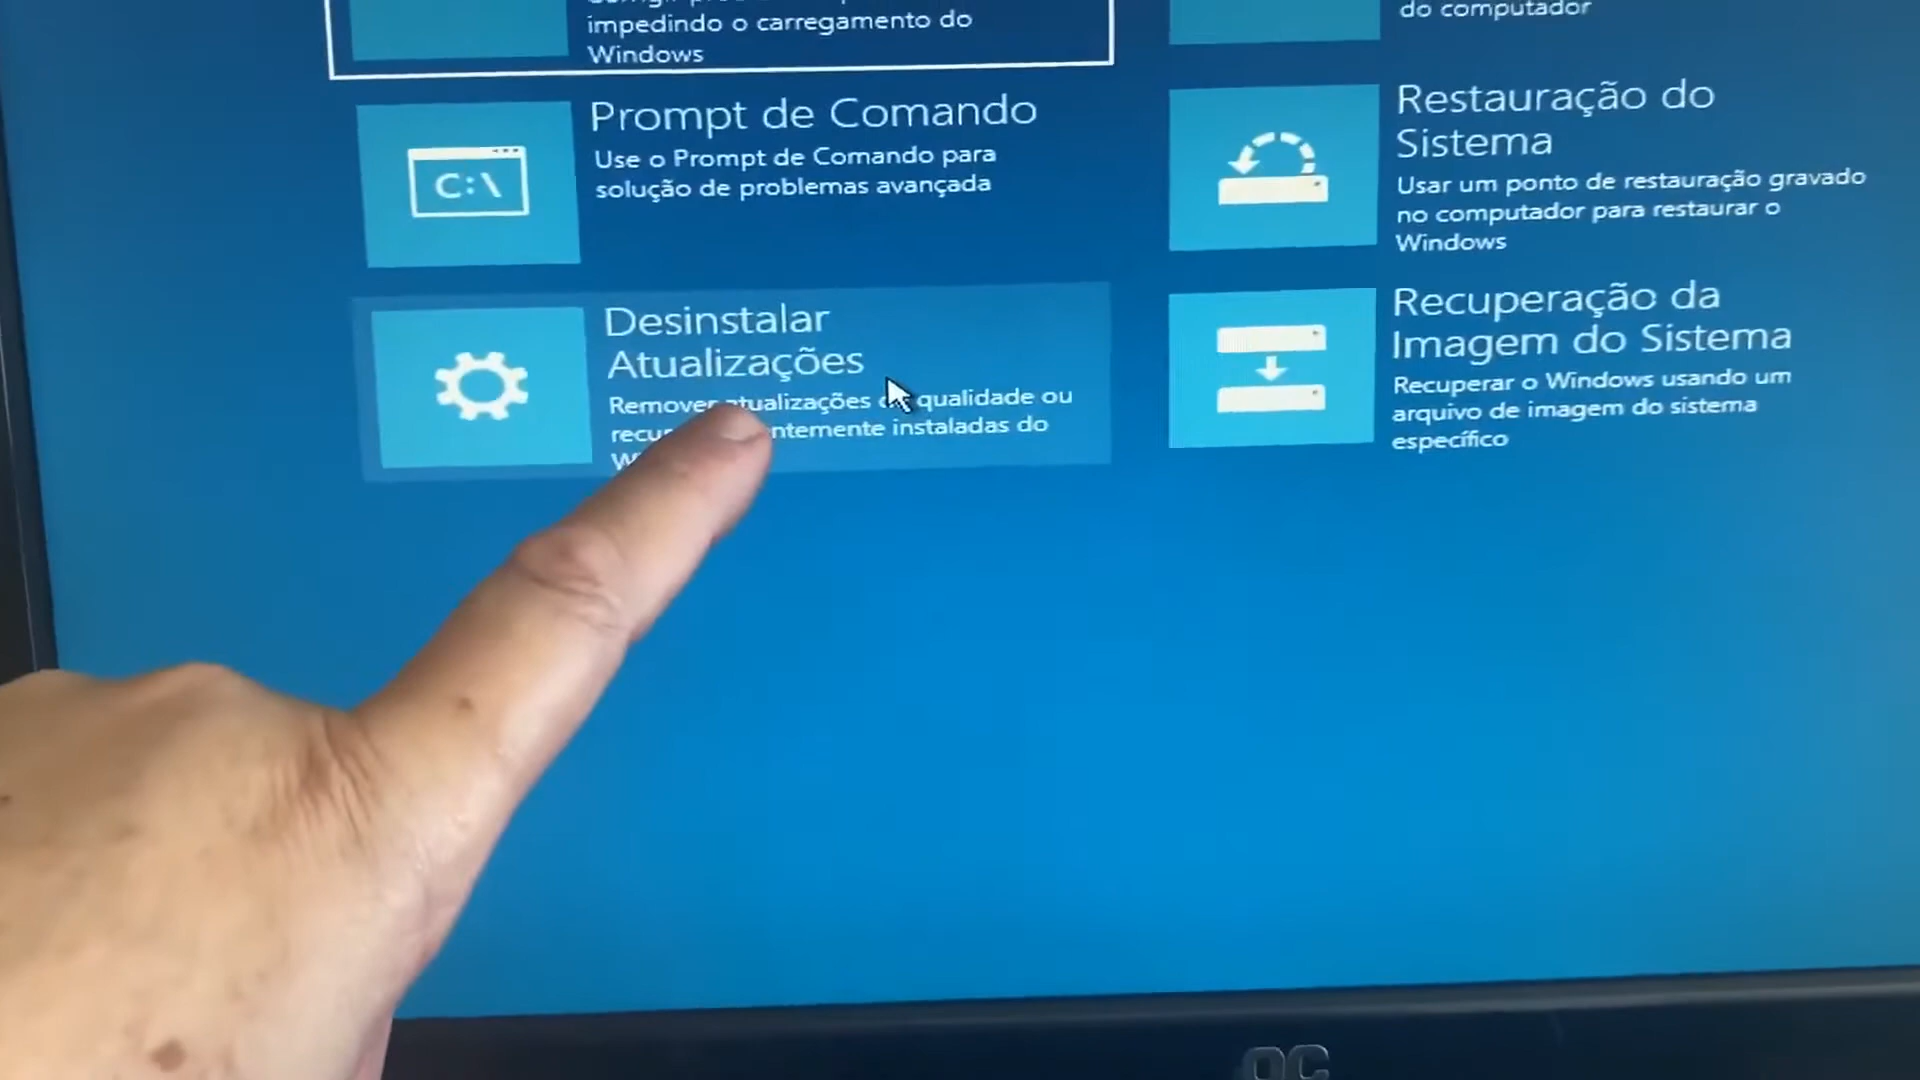 impedindo o carregamento do
Windows
do computador
Prompt de Comando
Use o Prompt de Comando para
solução de problemas avançada
C:\
Restauração do
Sistema
Usar um ponto de restauração gravado
no computador para restaurar o
Windows
Desinstalar
Atualizações
Remover atualizações qualidade ou
instaladas do
Recuperação da
Imagem do Sistema
Recuperar o Windows usando um
arquivo de imagem do sistema
específico